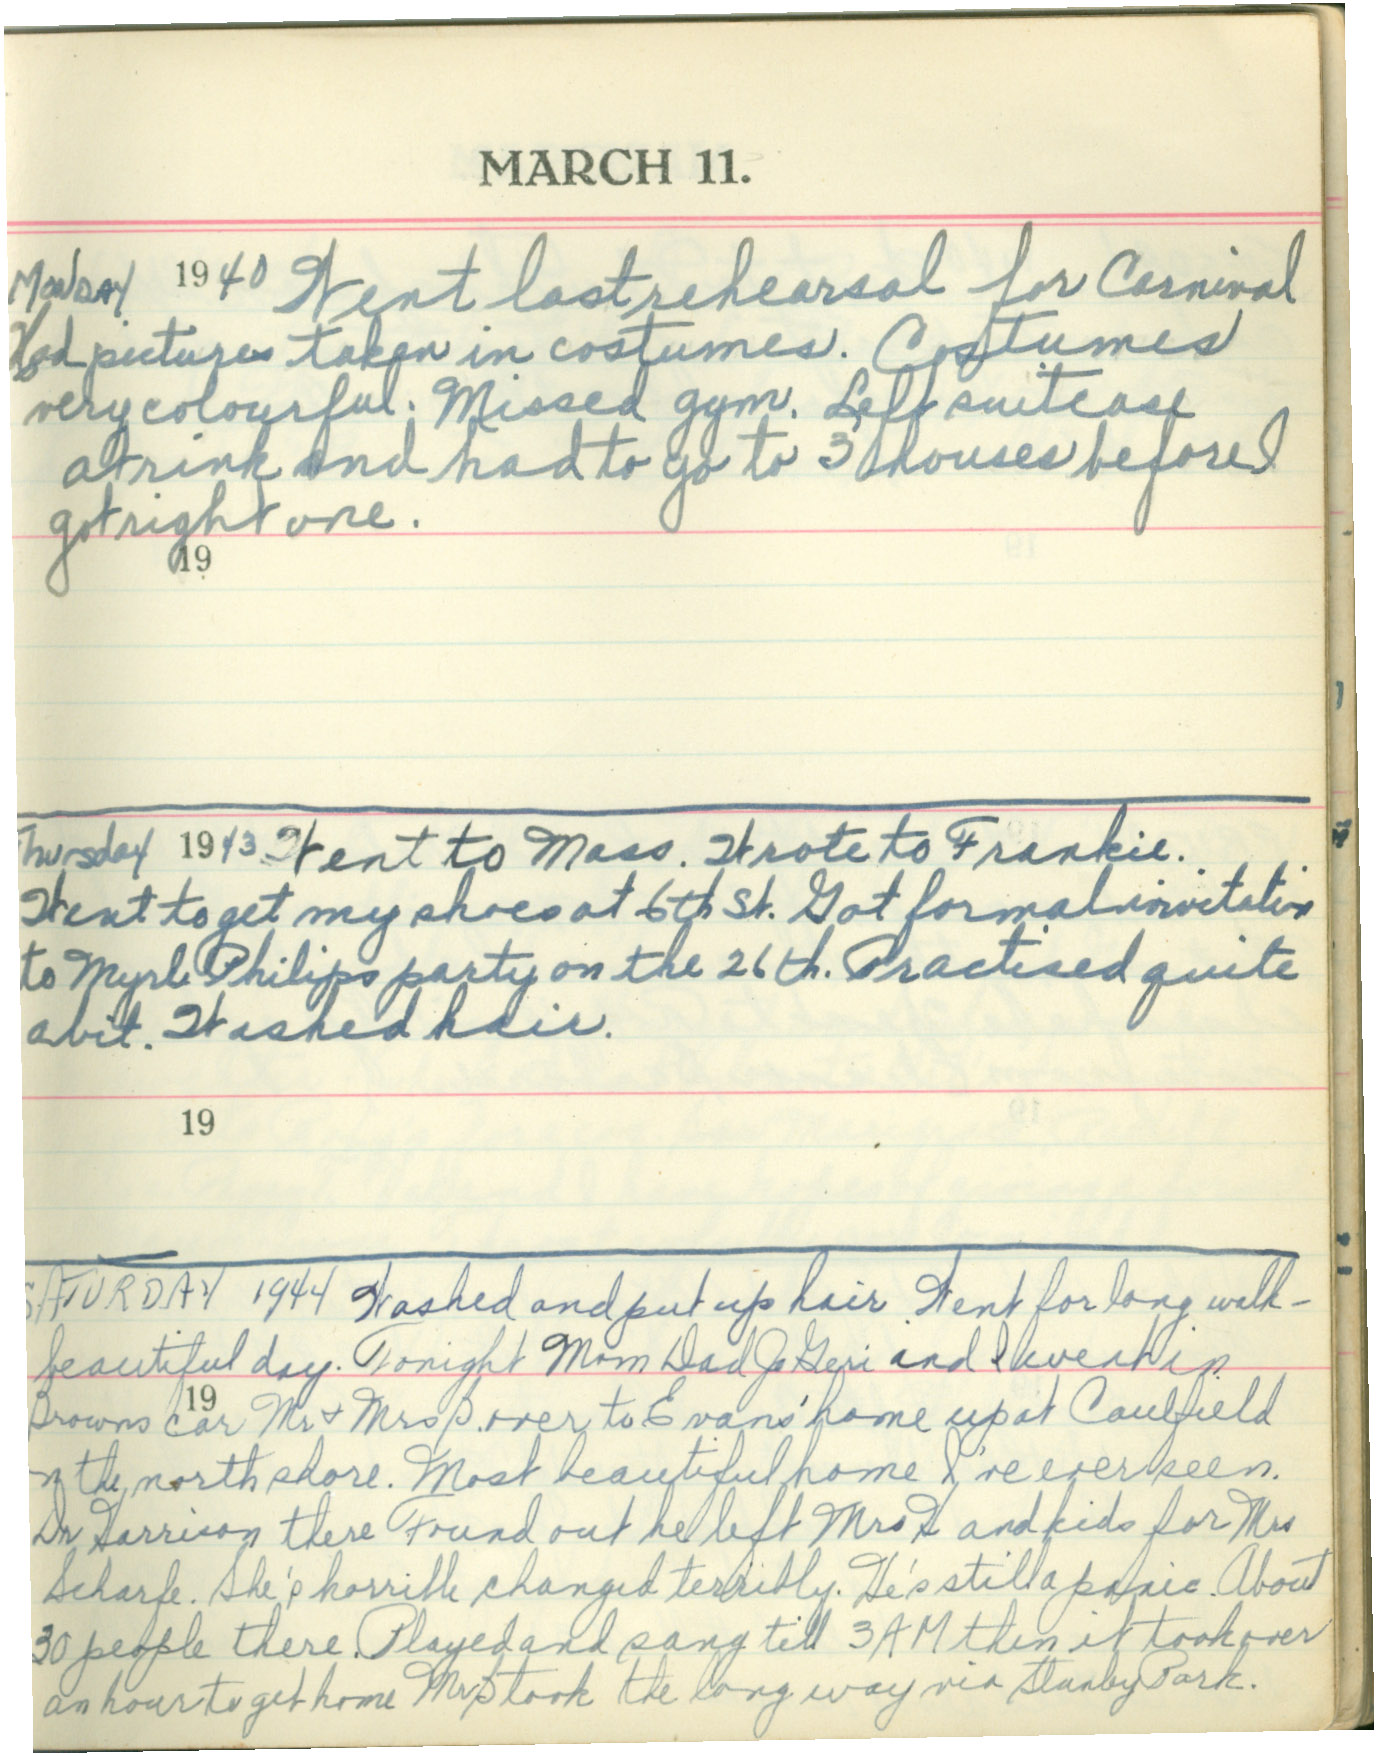 MARCH 11.
Monday 1940 Went last rehearsal for Carnival
Had pictures taken in costumes. Costumes
very colourful. Missed gym. Left suitcase
at rink and had to go to 3 houses before I
got right one.
19
Thursday 1943 Went to Mass. Wrote to Frankie.
Went to get my shoes at 6th St. Got formal invitation
to Myrle Philips party on the 26th. Practised quite
a bit. Washed hair.
19
SATURDAY 1944 Washed and put up hair Went for long walk-
beautiful day. Tonight Mom Dad Jo Geri and I went in
19
Browns car Mr & Mrs B. over to Evans' home up at Caulfield
on the north shore. Most beautiful home I've ever seen.
Dr Harrison there Found out he left Mrs H and kids for Mrs
Scharfe. She's horrible changed terribly. He's still a panic. About
30 people there. Played and sang till 3 AM then it took over
an hour to get home Mr B took the long way via Stanley Park.